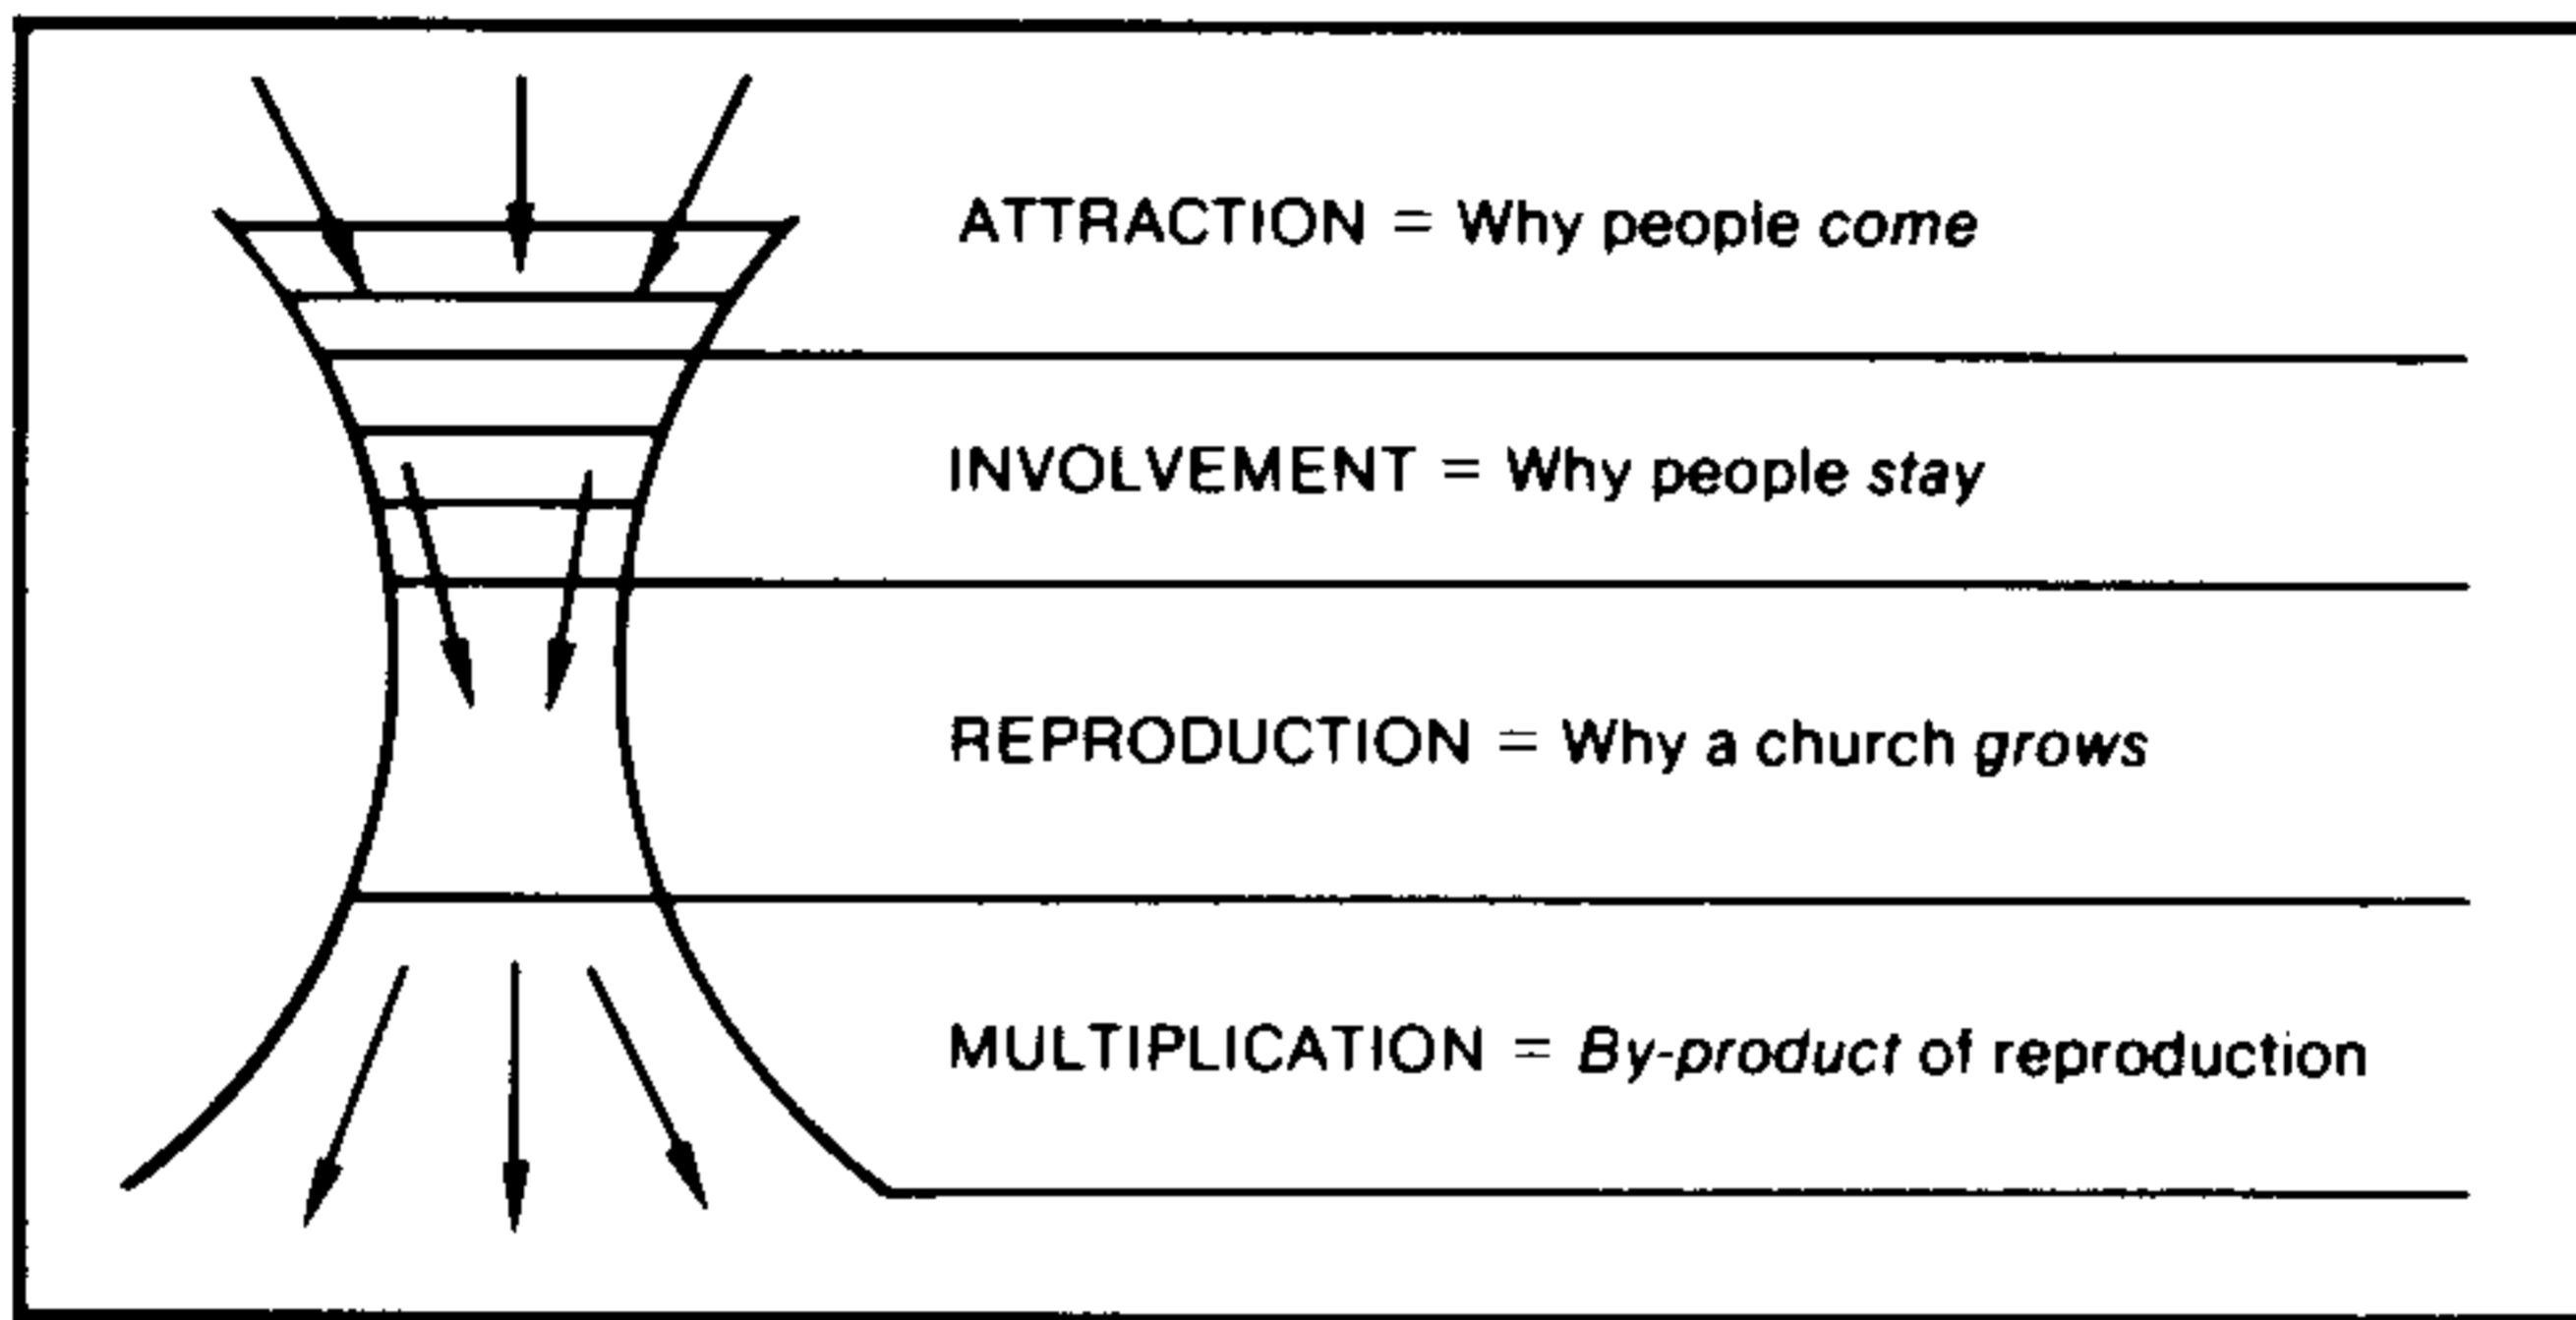 ATTRACTION = Why people come
INVOLVEMENT = Why people stay
REPRODUCTION = Why a church grows
MULTIPLICATION = By-product of reproduction